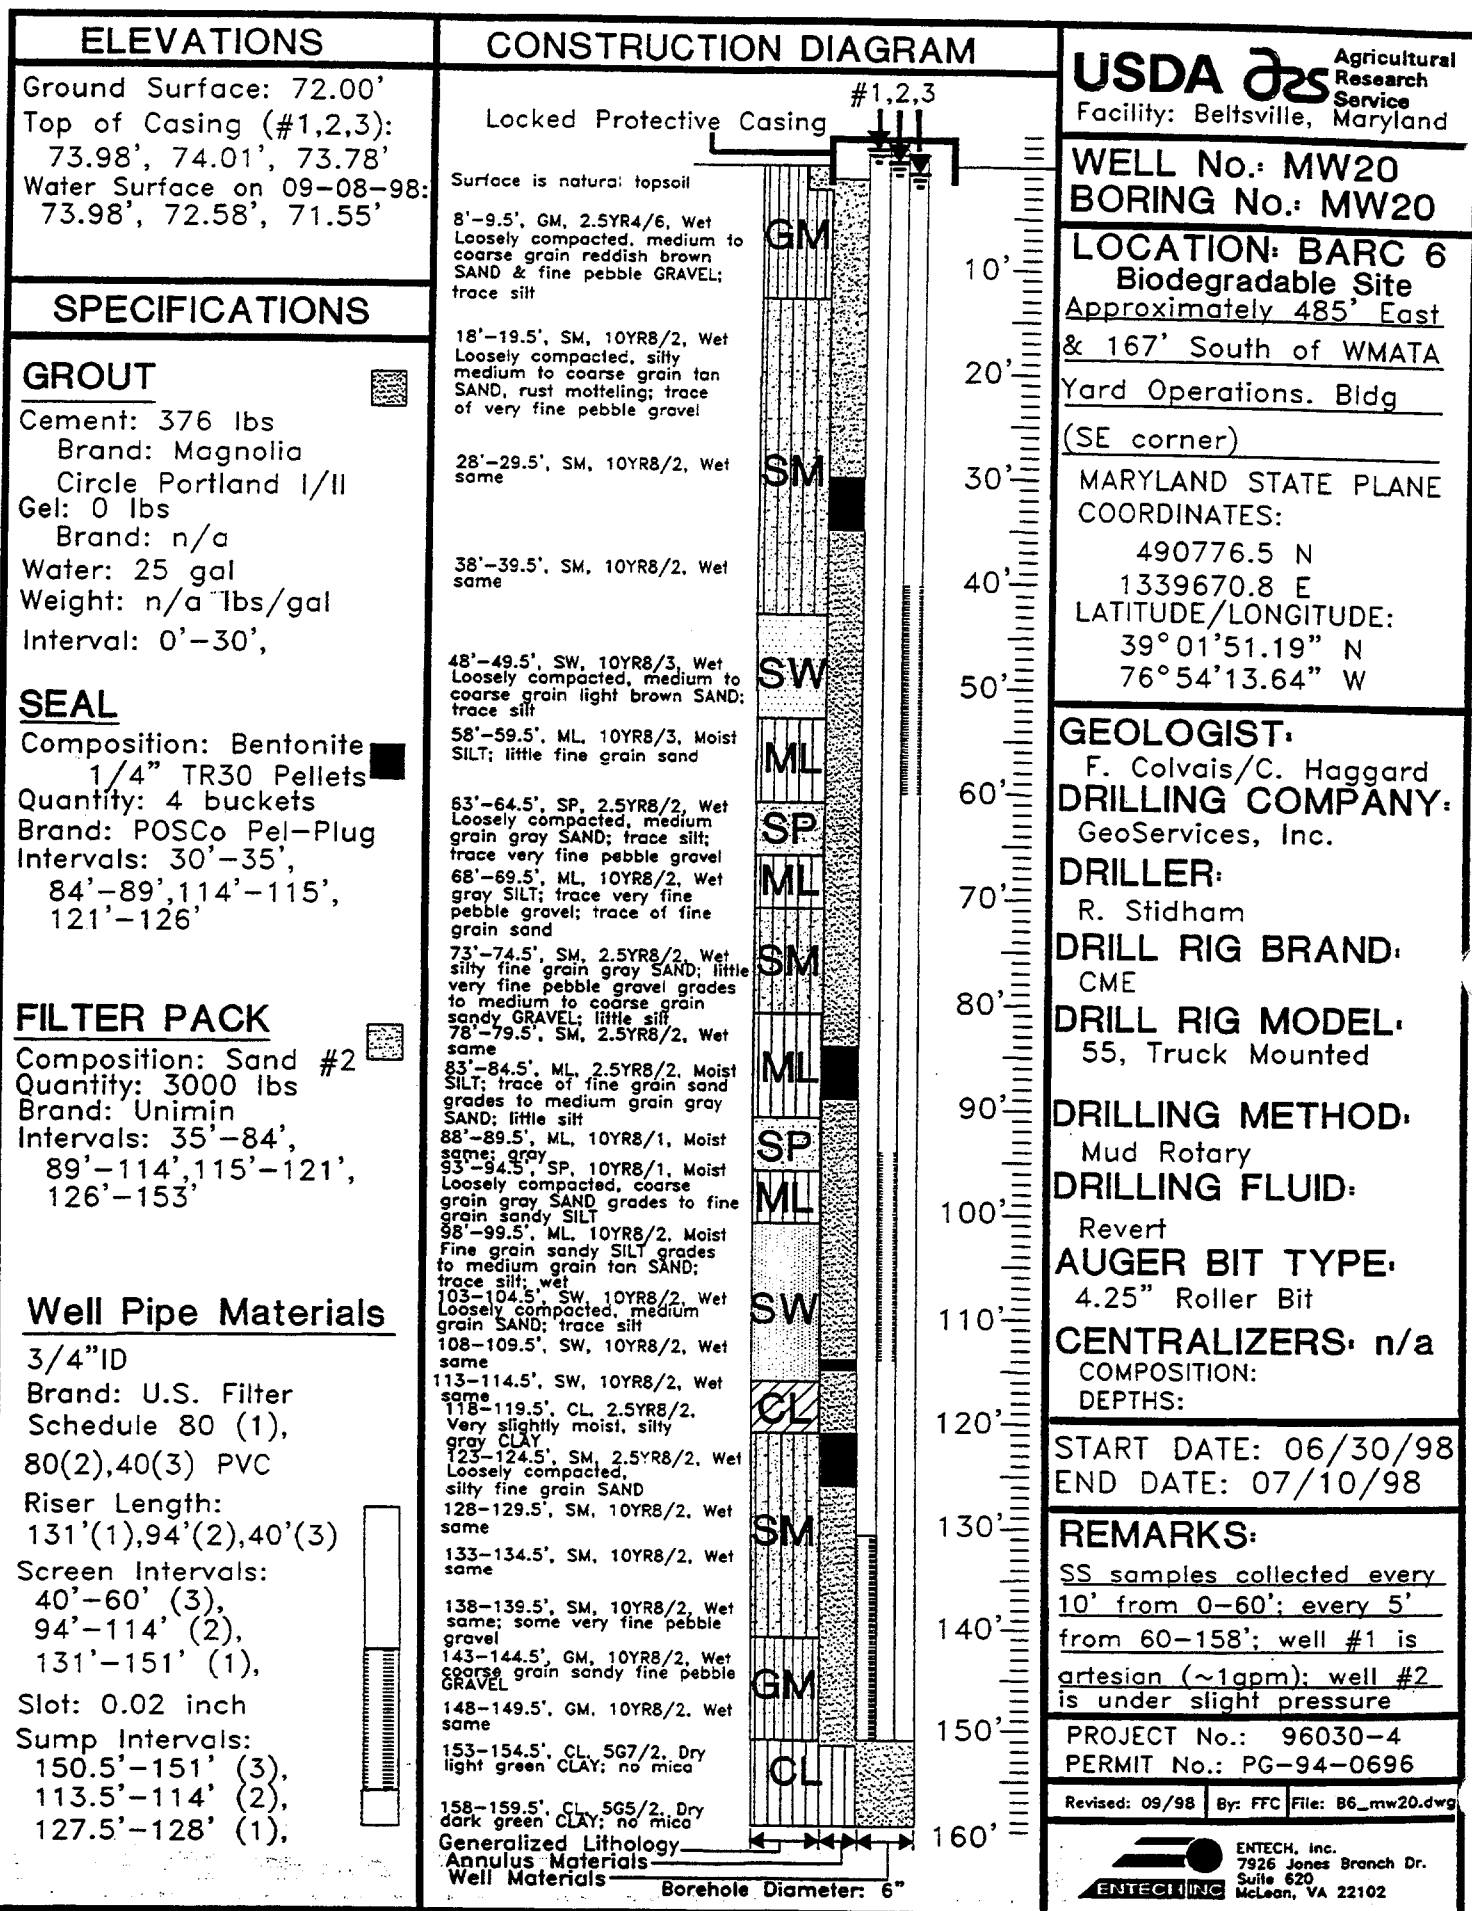 ELEVATIONS
Ground Surface: 72.00'
Top of Casing (#1,2,3):
73.98', 74.01', 73.78'
Water Surface on 09-08-98:
73.98', 72.58', 71.55'
SPECIFICATIONS
GROUT
Cement: 376 lbs
Brand: Magnolia
Circle Portland I/II
Gel: 0 lbs
Brand: n/a
Water: 25 gal
Weight: n/a lbs/gal
Interval: 0'-30',
SEAL
Composition: Bentonite
1/4" TR30 Pellets
Quantity: 4 buckets
Brand: POSCo Pel-Plug
Intervals: 30'-35',
84'-89',114'-115',
121'-126'
FILTER PACK
Composition: Sand #2
Quantity: 3000 lbs
Brand: Unimin
Intervals: 35'-84',
89'-114',115'-121',
126'-153'
Well Pipe Materials
3/4"ID
Brand: U.S. Filter
Schedule 80 (1),
80(2),40(3) PVC
Riser Length:
131'(1),94'(2),40'(3)
Screen Intervals:
40'-60' (3),
94'-114' (2),
131'-151' (1),
Slot: 0.02 inch
Sump Intervals:
150.5'-151' (3),
113.5'-114' (2),
127.5'-128' (1),
CONSTRUCTION DIAGRAM
#1,2,3
Locked Protective Casing
Surface is natural topsoil
8'-9.5', GM, 2.5YR4/6, Wet
Loosely compacted, medium to
coarse grain reddish brown
SAND & fine pebble GRAVEL;
trace silt
18'-19.5', SM, 10YR8/2, Wet
Loosely compacted, silty
medium to coarse grain tan
SAND, rust motteling; trace
of very fine pebble gravel
28'-29.5', SM, 10YR8/2, Wet
same
38'-39.5', SM, 10YR8/2, Wet
same
48'-49.5', SW, 10YR8/3, Wet
Loosely compacted, medium to
coarse grain light brown SAND;
trace silt
58'-59.5', ML, 10YR8/3, Moist
SILT; little fine grain sand
63'-64.5', SP, 2.5YR8/2, Wet
Loosely compacted, medium
grain gray SAND; trace silt;
trace very fine pebble gravel
68'-69.5', ML, 10YR8/2, Wet
gray SILT; trace very fine
pebble gravel; trace of fine
grain sand
73'-74.5', SM, 2.5YR8/2, Wet
silty fine grain gray SAND; little
very fine pebble gravel grades
to medium to coarse grain
sandy GRAVEL; little silt
78'-79.5', SM, 2.5YR8/2, Wet
same
83'-84.5', ML, 2.5YR8/2, Moist
SILT; trace of fine grain sand
grades to medium grain gray
SAND; little silt
88'-89.5', ML, 10YR8/1, Moist
same; gray
93'-94.5', SP, 10YR8/1, Moist
Loosely compacted, coarse
grain gray SAND grades to fine
grain sandy SILT
98'-99.5', ML, 10YR8/2, Moist
Fine grain sandy SILT grades
to medium grain tan SAND;
trace silt; wet
103-104.5', SW, 10YR8/2, Wet
Loosely compacted, medium
grain SAND; trace silt
108-109.5', SW, 10YR8/2, Wet
same
113-114.5', SW, 10YR8/2, Wet
same
118-119.5', CL, 2.5YR8/2,
Very slightly moist, silty
gray CLAY
123-124.5', SM, 2.5YR8/2, Wet
Loosely compacted,
silty fine grain SAND
128-129.5', SM, 10YR8/2, Wet
same
133-134.5', SM, 10YR8/2, Wet
same
138-139.5', SM, 10YR8/2, Wet
same; some very fine pebble
gravel
143-144.5', GM, 10YR8/2, Wet
coarse grain sandy fine pebble
GRAVEL
148-149.5', GM, 10YR8/2, Wet
same
153-154.5', CL, 5G7/2, Dry
light green CLAY; no mica
158-159.5', CL, 5G5/2, Dry
dark green CLAY; no mica
Generalized Lithology
Annulus Materials
Well Materials
Borehole Diameter: 6"
GM
SM
SW
ML
SP
ML
SM
ML
SP
ML
SW
CL
SM
GM
CL
10'
20'
30'
40'
50'
60'
70'
80'
90'
100'
110'
120'
130'
140'
150'
160'
USDA ars Agricultural
Research
Service
Facility: Beltsville, Maryland
WELL No.: MW20
BORING No.: MW20
LOCATION: BARC 6
Biodegradable Site
Approximately 485' East
& 167' South of WMATA
Yard Operations. Bldg
(SE corner)
MARYLAND STATE PLANE
COORDINATES:
490776.5 N
1339670.8 E
LATITUDE/LONGITUDE:
39°01'51.19" N
76°54'13.64" W
GEOLOGIST:
F. Colvais/C. Haggard
DRILLING COMPANY:
GeoServices, Inc.
DRILLER:
R. Stidham
DRILL RIG BRAND:
CME
DRILL RIG MODEL:
55, Truck Mounted
DRILLING METHOD:
Mud Rotary
DRILLING FLUID:
Revert
AUGER BIT TYPE:
4.25" Roller Bit
CENTRALIZERS: n/a
COMPOSITION:
DEPTHS:
START DATE: 06/30/98
END DATE: 07/10/98
REMARKS:
SS samples collected every
10' from 0-60'; every 5'
from 60-158'; well #1 is
artesian (~1gpm); well #2
is under slight pressure
PROJECT No.: 96030-4
PERMIT No.: PG-94-0696
Revised: 09/98 By: FFC File: B6_mw20.dwg
ENTECH INC
ENTECH, Inc.
7926 Jones Branch Dr.
Suite 620
McLean, VA 22102